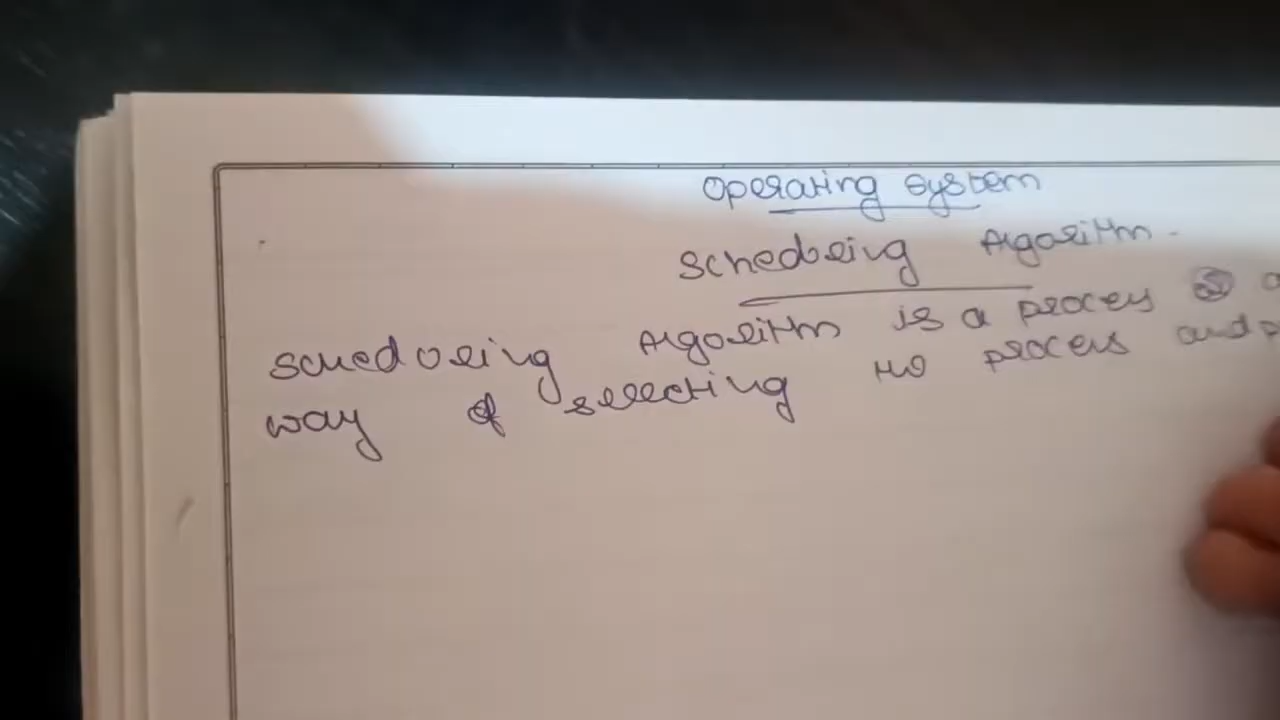 Operating System
Scheduling Algorithm.
Scheduling Algorithm is a process
way of selecting the process and